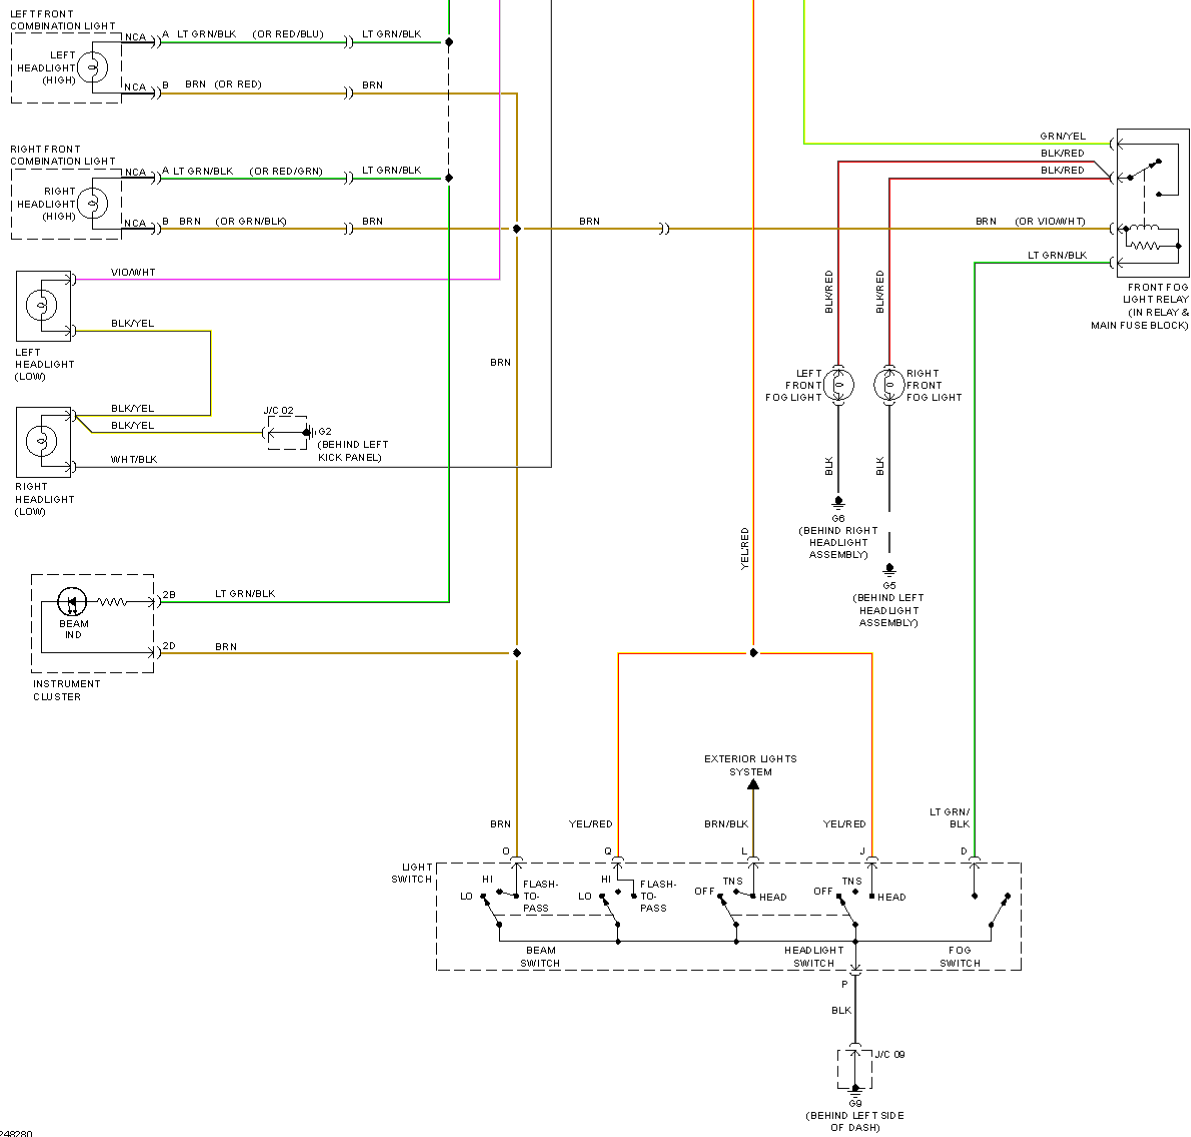 LEFT FRONT
COMBINATION LIGHT
LEFT
HEADLIGHT
(HIGH)
NCA A LT GRN/BLK (OR RED/BLU) LT GRN/BLK
NCA B BRN (OR RED) BRN
RIGHT FRONT
COMBINATION LIGHT
RIGHT
HEADLIGHT
(HIGH)
NCA A LT GRN/BLK (OR RED/GRN) LT GRN/BLK
NCA B BRN (OR GRN/BLK) BRN
BRN
BRN (OR VIO/WHT)
GRN/YEL
BLK/RED
BLK/RED
LT GRN/BLK
FRONT FOG
LIGHT RELAY
(IN RELAY &
MAIN FUSE BLOCK)
VIO/WHT
BLK/YEL
LEFT
HEADLIGHT
(LOW)
BLK/YEL
BLK/YEL
WHT/BLK
RIGHT
HEADLIGHT
(LOW)
J/C 02
G2
(BEHIND LEFT
KICK PANEL)
BRN
BLK/RED
BLK/RED
LEFT
FRONT
FOG LIGHT
RIGHT
FRONT
FOG LIGHT
BLK
BLK
G6
(BEHIND RIGHT
HEADLIGHT
ASSEMBLY)
G5
(BEHIND LEFT
HEADLIGHT
ASSEMBLY)
YEL/RED
BEAM
IND
2B
LT GRN/BLK
2D
BRN
INSTRUMENT
CLUSTER
EXTERIOR LIGHTS
SYSTEM
BRN
YEL/RED
BRN/BLK
YEL/RED
LT GRN/
BLK
O
Q
L
J
D
LIGHT
SWITCH
LO
HI
FLASH-
TO-
PASS
LO
HI
FLASH-
TO-
PASS
OFF
TNS
HEAD
OFF
TNS
HEAD
BEAM
SWITCH
HEADLIGHT
SWITCH
FOG
SWITCH
P
BLK
J/C 09
G9
(BEHIND LEFT SIDE
OF DASH)
248280